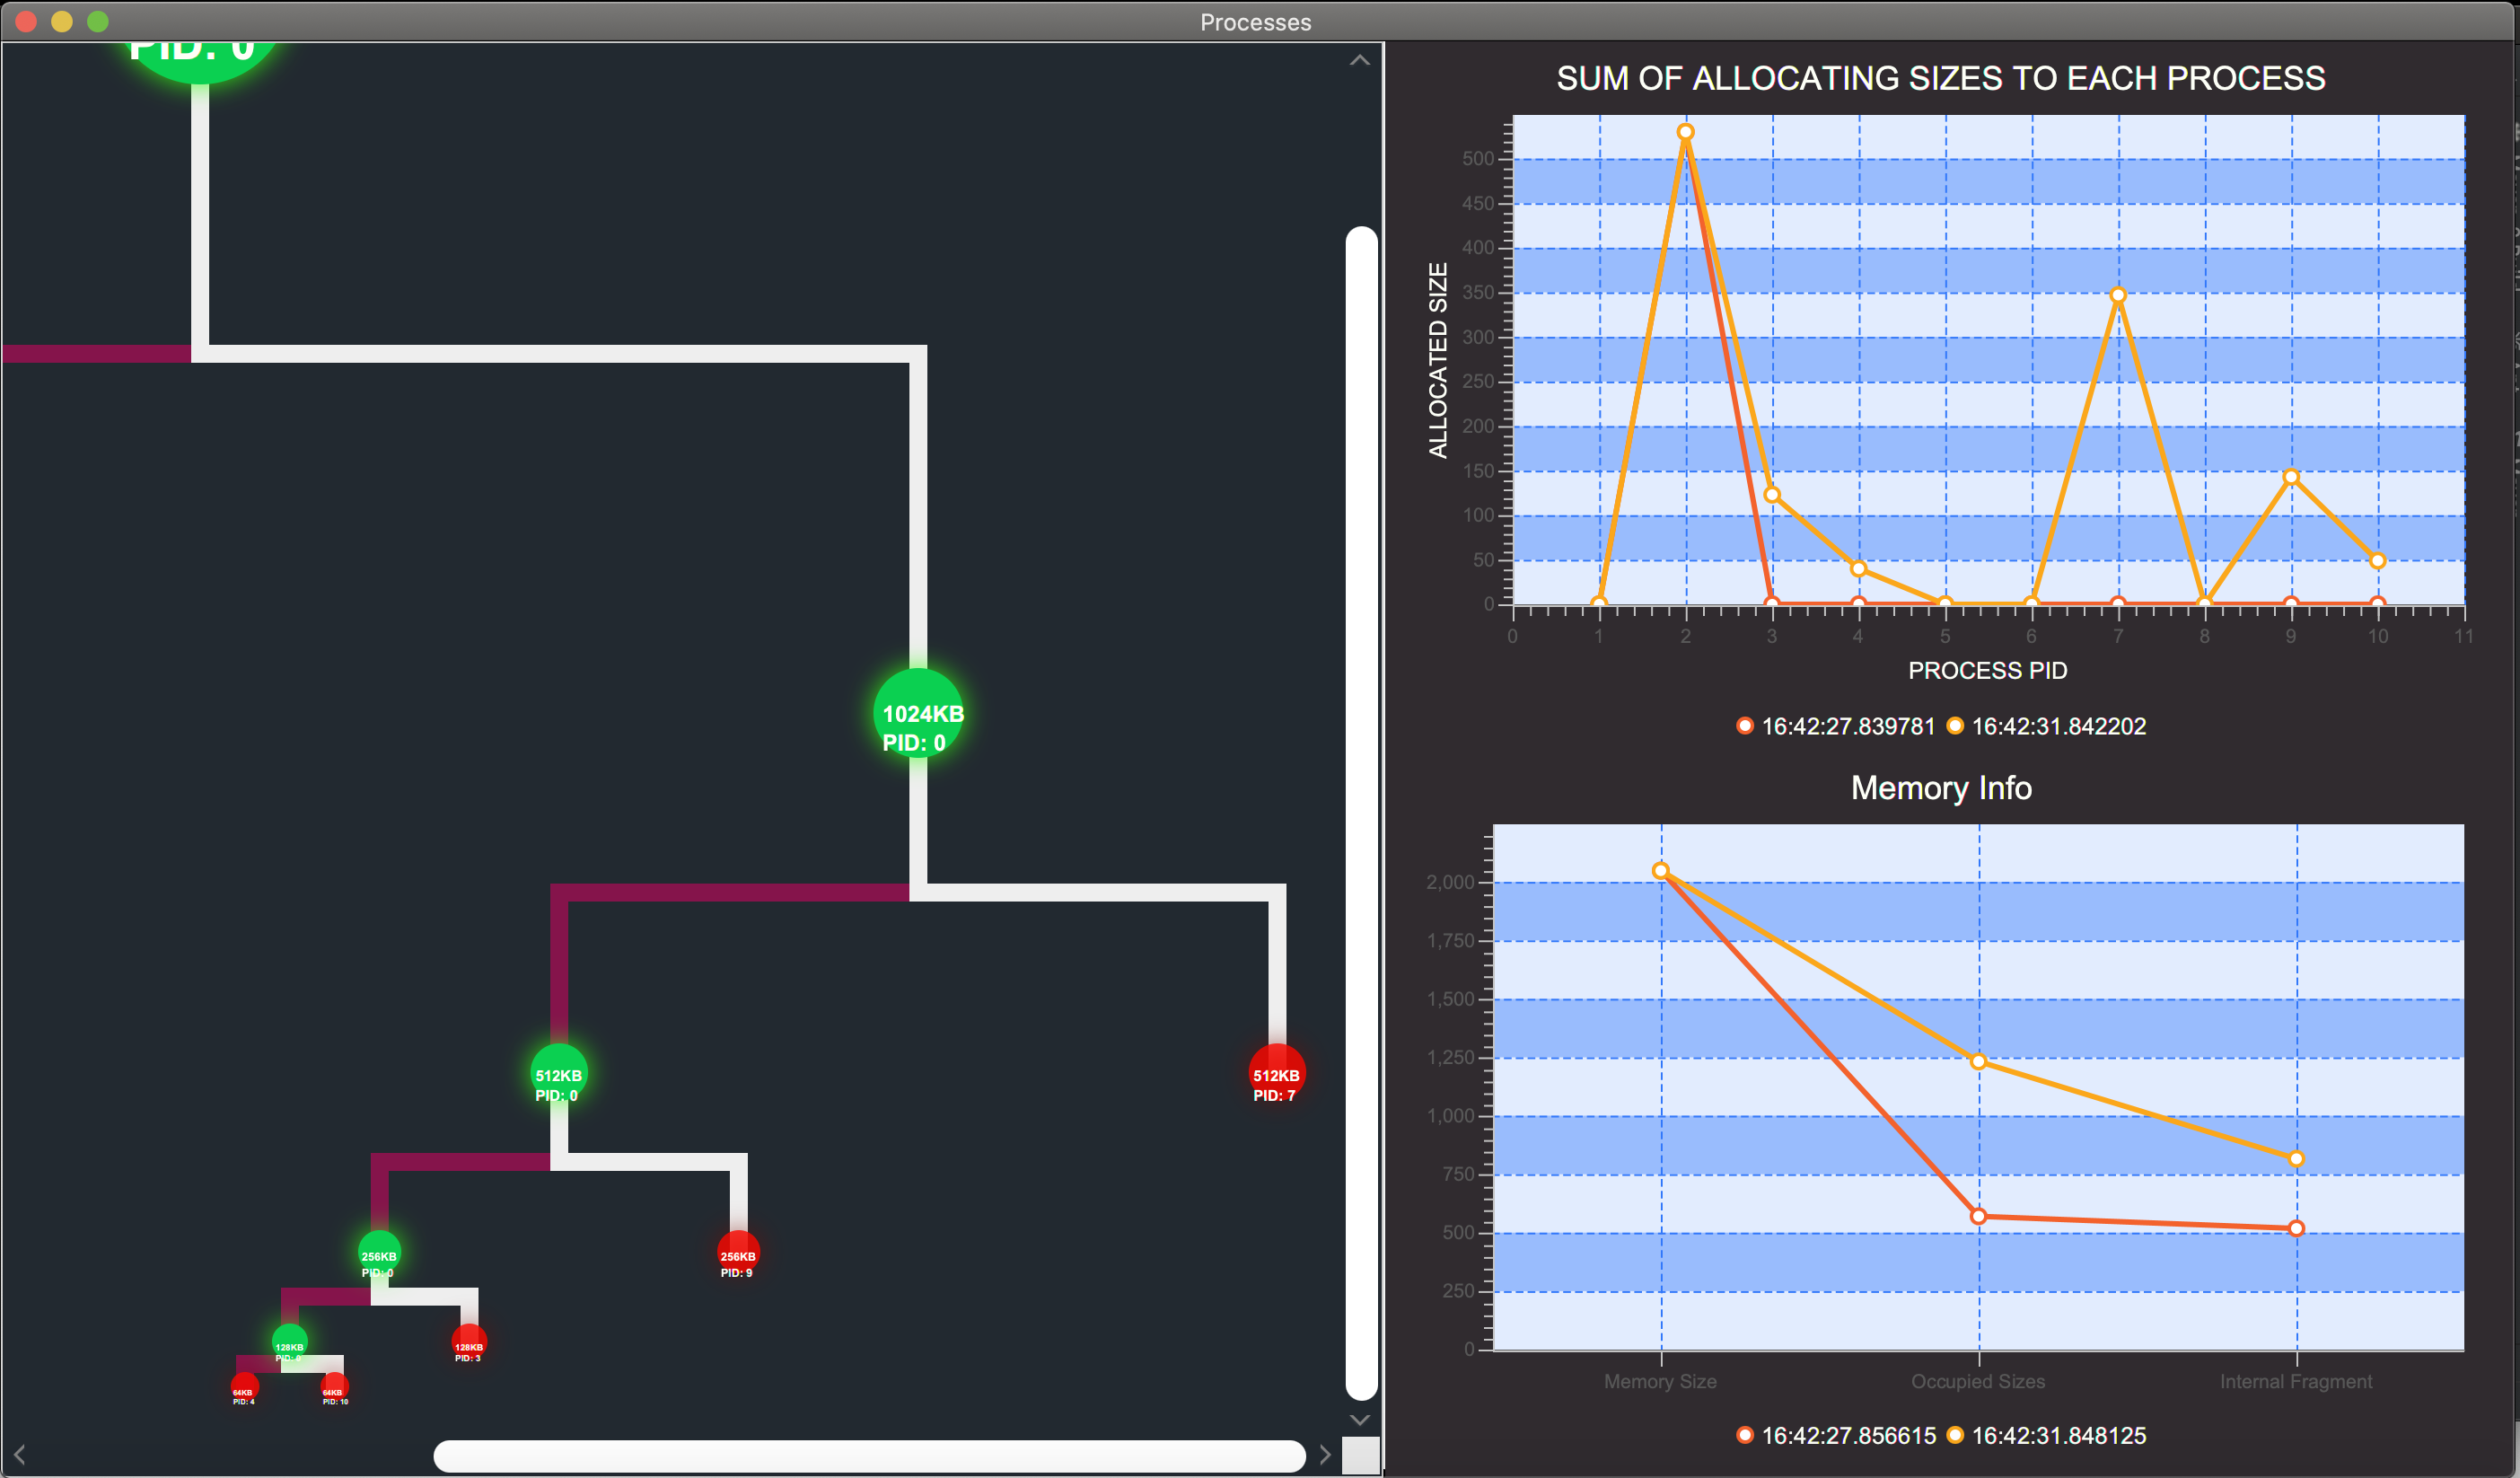 Processes
PID: 0
1024KB
PID: 0
512KB
PID: 0
512KB
PID: 7
256KB
PID: 0
256KB
PID: 9
128KB
PID: 0
128KB
PID: 3
64KB
PID: 4
64KB
PID: 10
SUM OF ALLOCATING SIZES TO EACH PROCESS
ALLOCATED SIZE
500
450
400
350
300
250
200
150
100
50
0
0 1 2 3 4 5 6 7 8 9 10 11
PROCESS PID
16:42:27.839781 16:42:31.842202
Memory Info
2,000
1,750
1,500
1,250
1,000
750
500
250
0
Memory Size Occupied Sizes Internal Fragment
16:42:27.856615 16:42:31.848125